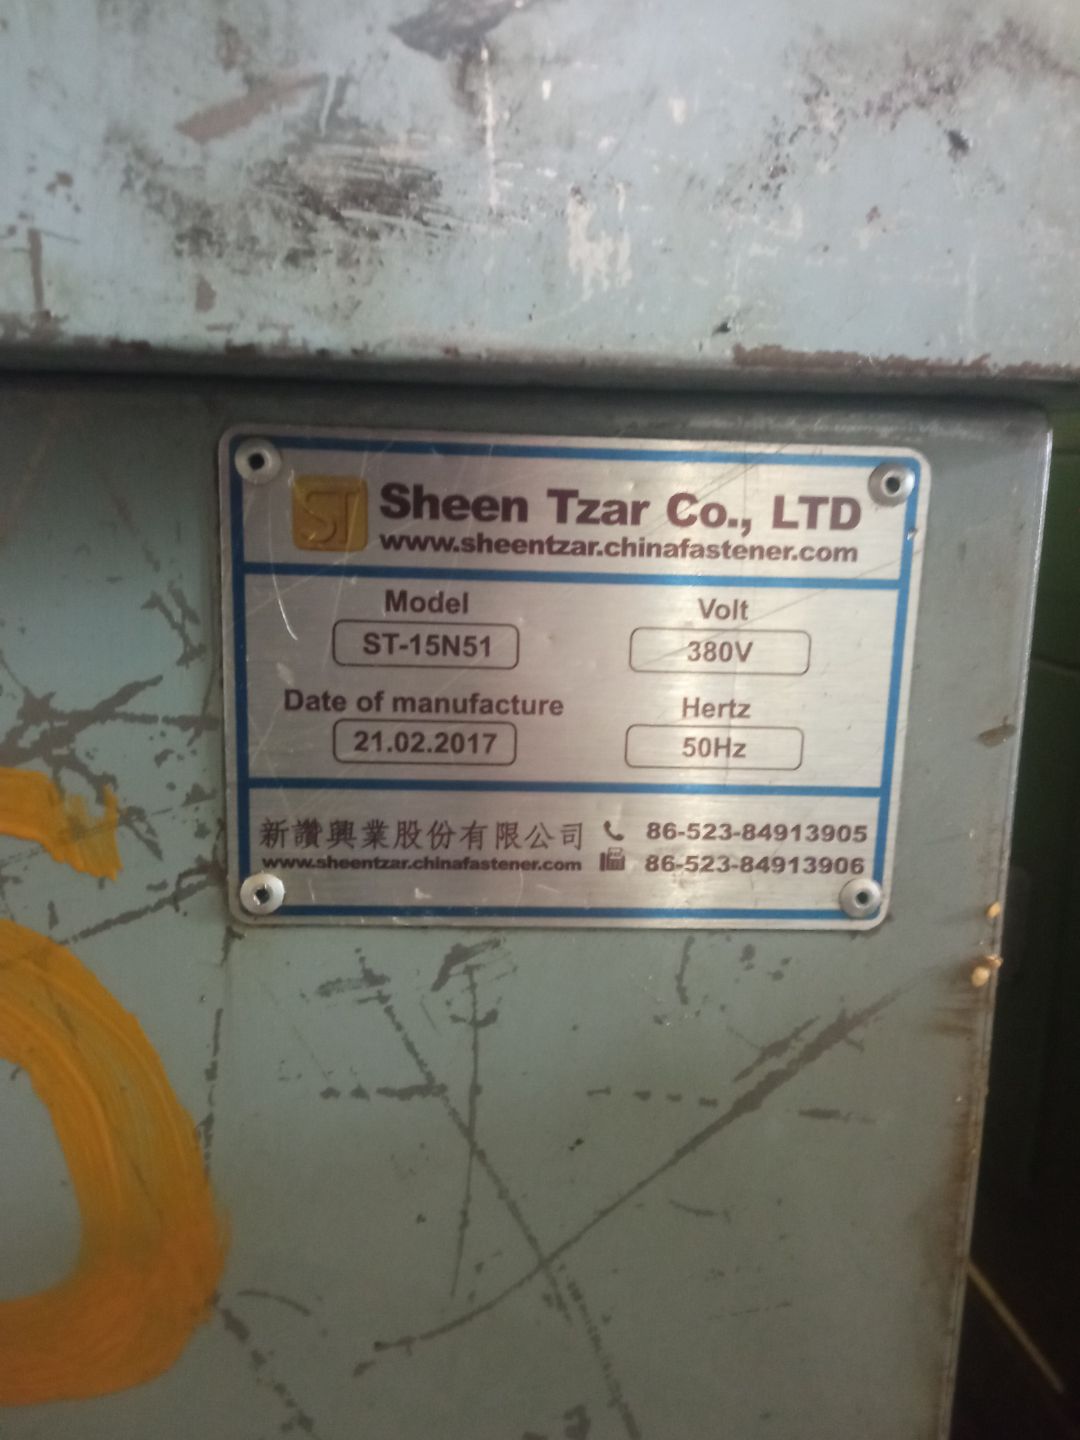 ST Sheen Tzar Co., LTD
www.sheentzar.chinafastener.com
Model
ST-15N51
Volt
380V
Date of manufacture
21.02.2017
Hertz
50Hz
新讚興業股份有限公司 86-523-84913905
www.sheentzar.chinafastener.com 86-523-84913906